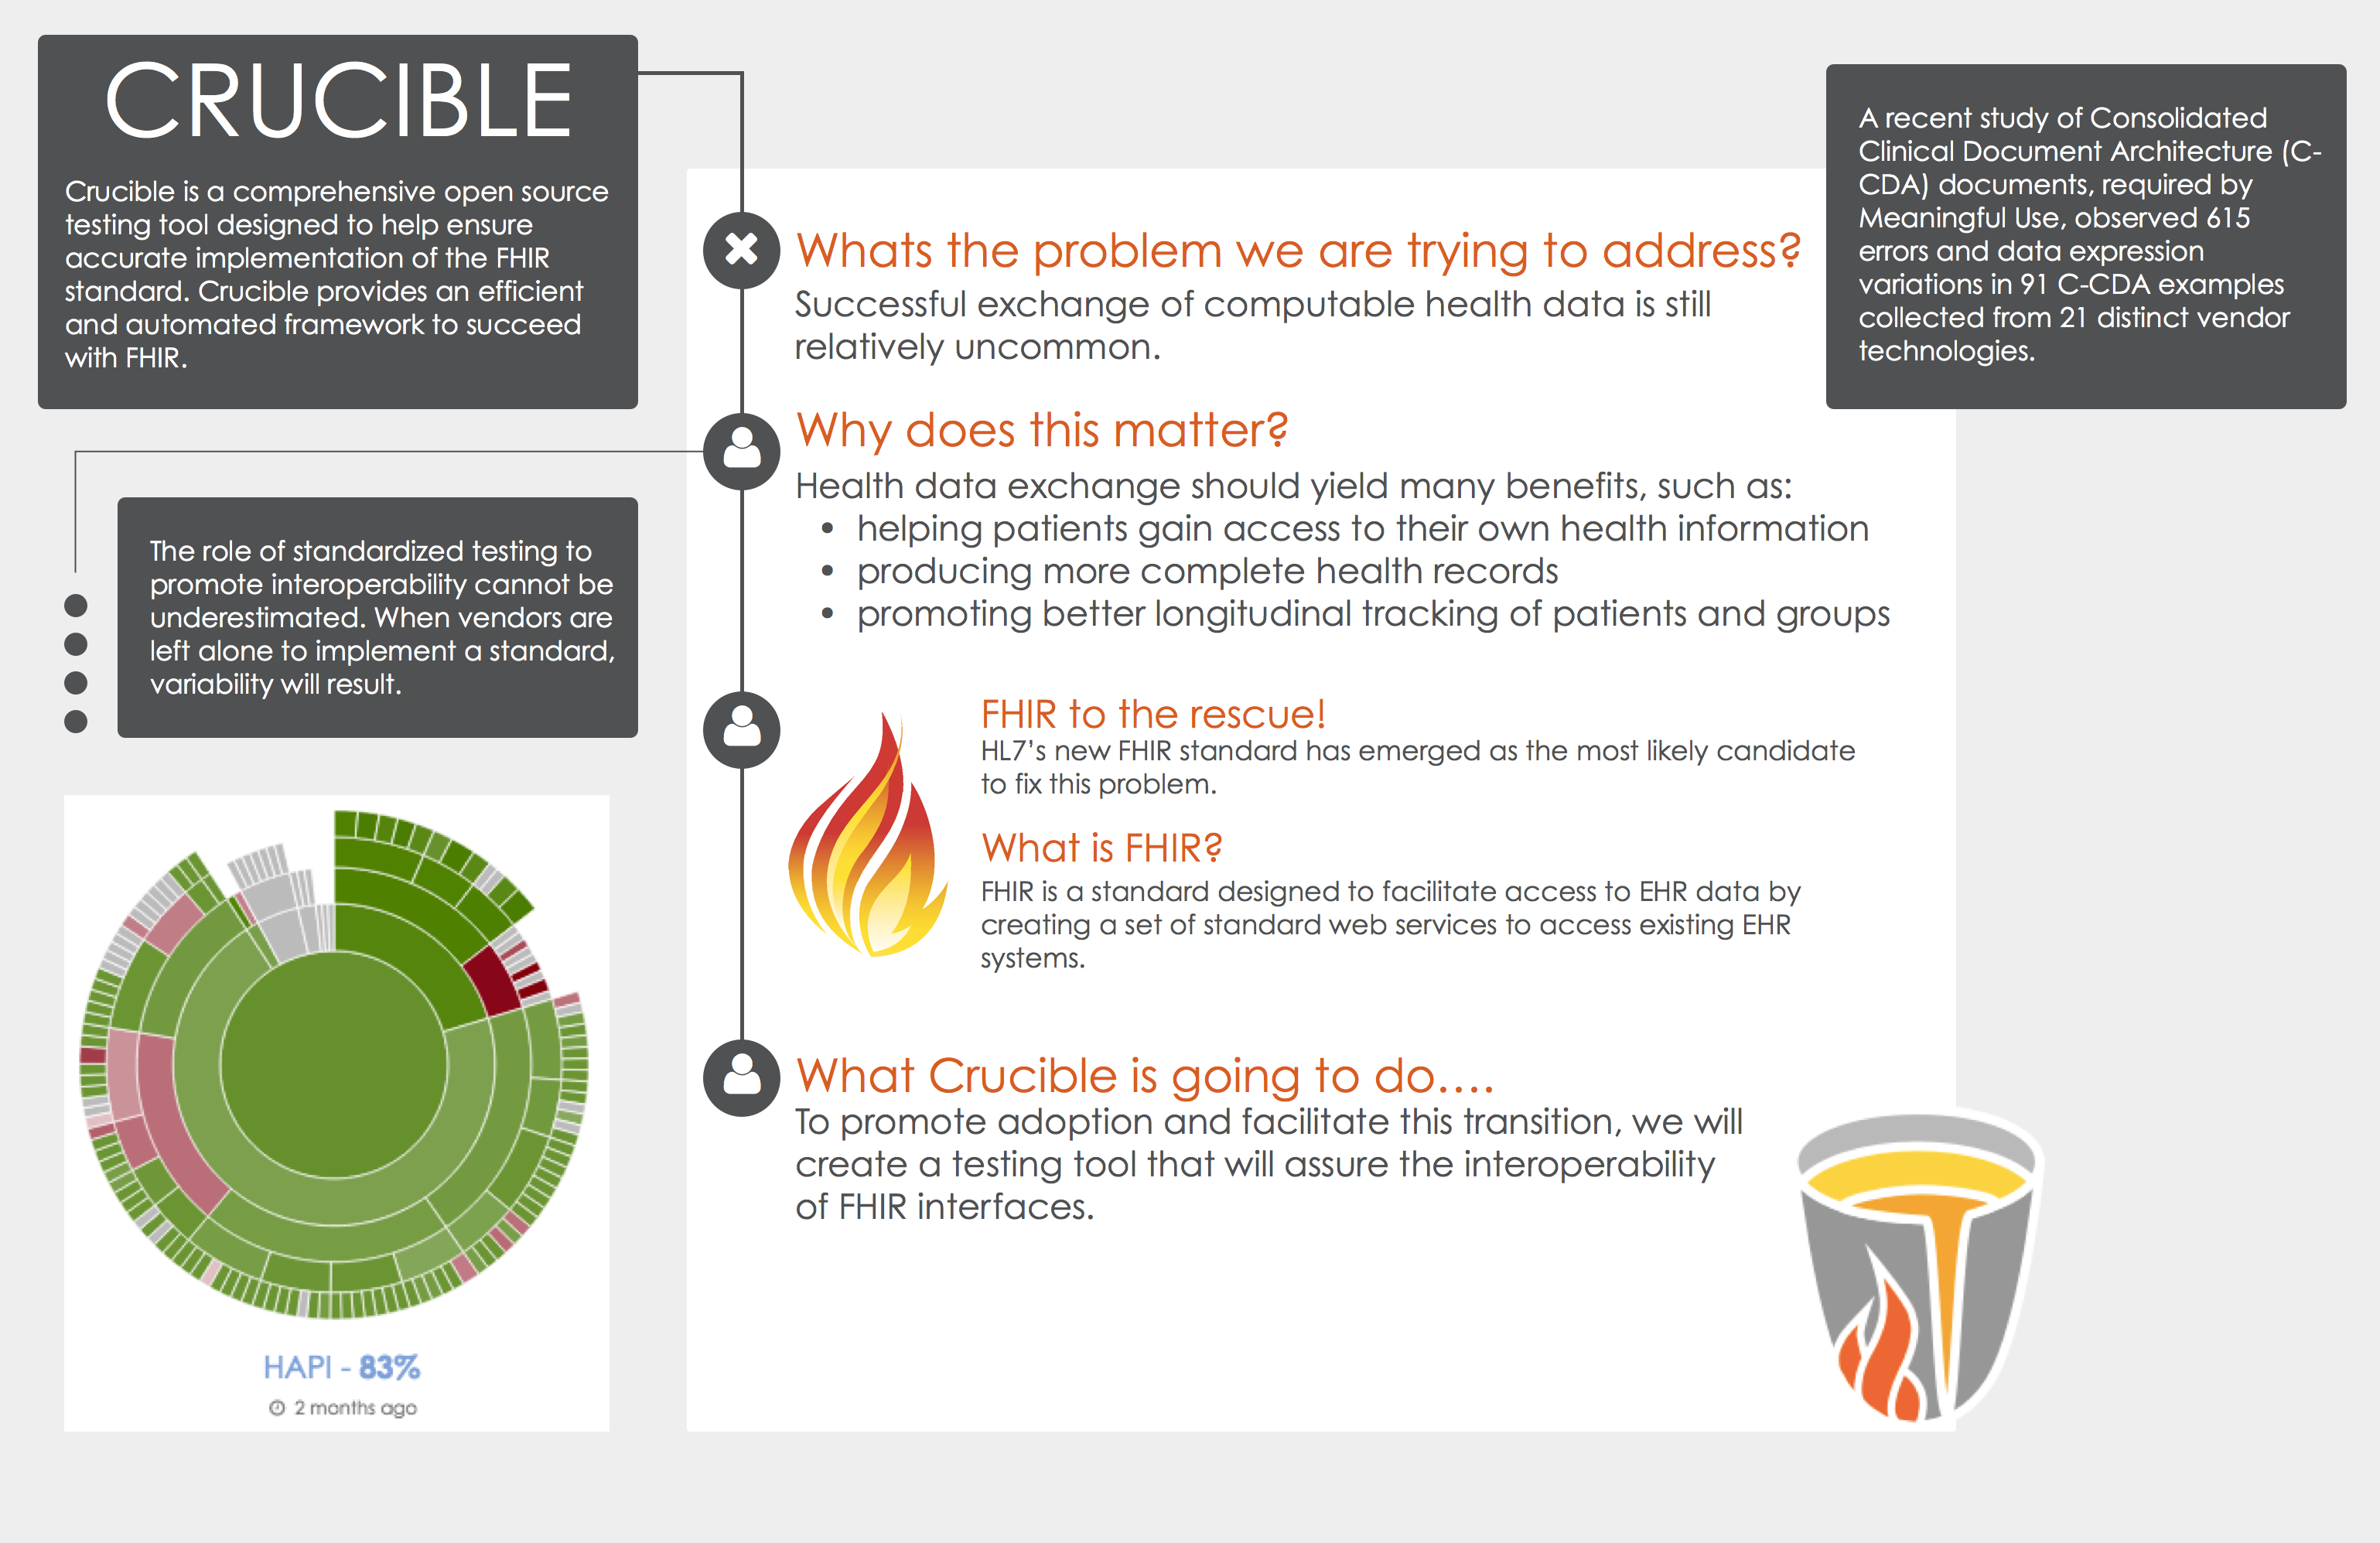 CRUCIBLE
Crucible is a comprehensive open source
testing tool designed to help ensure
accurate implementation of the FHIR
standard. Crucible provides an efficient
and automated framework to succeed
with FHIR.
A recent study of Consolidated
Clinical Document Architecture (C-
CDA) documents, required by
Meaningful Use, observed 615
errors and data expression
variations in 91 C-CDA examples
collected from 21 distinct vendor
technologies.
Whats the problem we are trying to address?
Successful exchange of computable health data is still
relatively uncommon.
Why does this matter?
Health data exchange should yield many benefits, such as:
• helping patients gain access to their own health information
• producing more complete health records
• promoting better longitudinal tracking of patients and groups
The role of standardized testing to
promote interoperability cannot be
underestimated. When vendors are
left alone to implement a standard,
variability will result.
FHIR to the rescue!
HL7’s new FHIR standard has emerged as the most likely candidate
to fix this problem.
What is FHIR?
FHIR is a standard designed to facilitate access to EHR data by
creating a set of standard web services to access existing EHR
systems.
What Crucible is going to do....
To promote adoption and facilitate this transition, we will
create a testing tool that will assure the interoperability
of FHIR interfaces.
HAPI - 83%
2 months ago